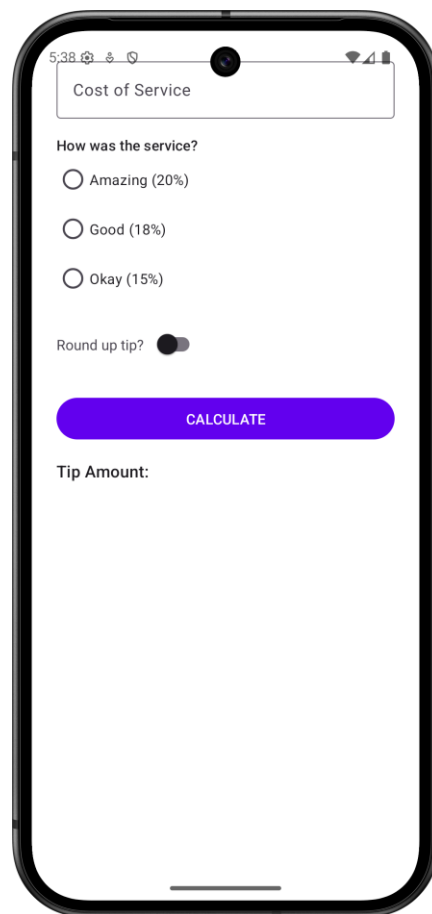 5:38
Cost of Service
How was the service?
Amazing (20%)
Good (18%)
Okay (15%)
Round up tip?
CALCULATE
Tip Amount: